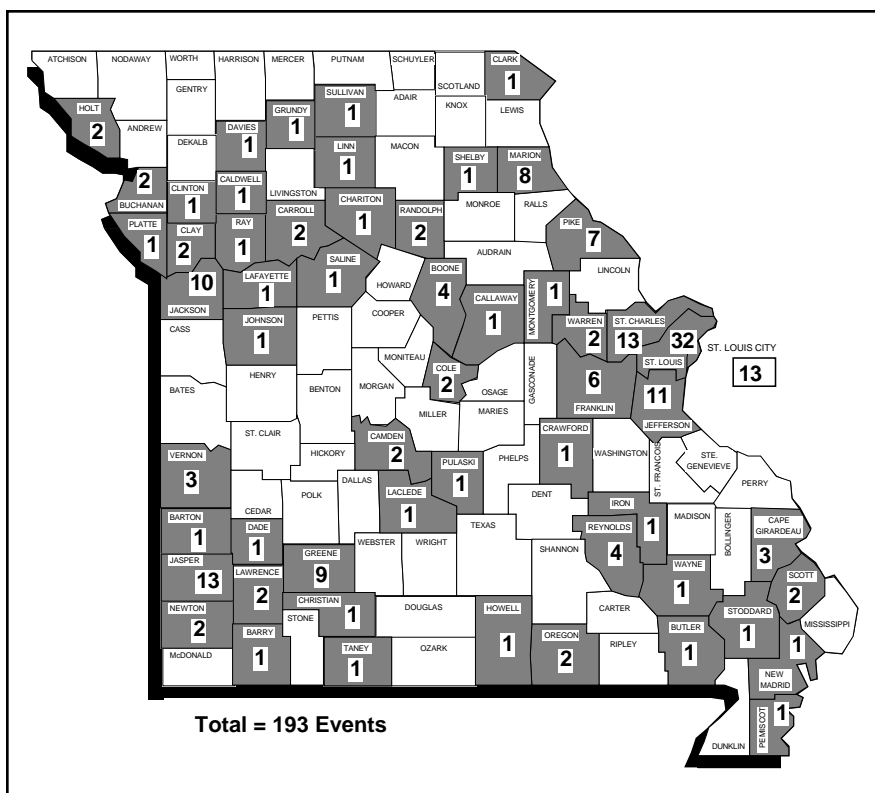 ATCHISON
NODAWAY
WORTH
HARRISON
MERCER
PUTNAM
SCHUYLER
SCOTLAND
CLARK
1
GENTRY
SULLIVAN
1
ADAIR
KNOX
LEWIS
HOLT
2
ANDREW
DEKALB
DAVIES
1
GRUNDY
1
LINN
1
MACON
SHELBY
1
MARION
8
2
BUCHANAN
CLINTON
1
CALDWELL
1
LIVINGSTON
CHARITON
1
RANDOLPH
2
MONROE
RALLS
PLATTE
1
CLAY
2
RAY
1
CARROLL
2
PIKE
7
AUDRAIN
10
JACKSON
LAFAYETTE
1
SALINE
1
HOWARD
BOONE
4
CALLAWAY
1
MONTGOMERY
1
LINCOLN
WARREN
2
ST. CHARLES
13
32
ST. LOUIS
ST. LOUIS CITY
13
CASS
JOHNSON
1
PETTIS
COOPER
MONITEAU
COLE
2
OSAGE
GASCONADE
6
FRANKLIN
11
JEFFERSON
BATES
HENRY
BENTON
MORGAN
MILLER
MARIES
ST. CLAIR
HICKORY
CAMDEN
2
PULASKI
1
PHELPS
CRAWFORD
1
WASHINGTON
ST. FRANCOIS
STE.
GENEVIEVE
PERRY
VERNON
3
CEDAR
POLK
DALLAS
LACLEDE
1
TEXAS
DENT
IRON
1
REYNOLDS
4
MADISON
BOLLINGER
CAPE
GIRARDEAU
3
BARTON
1
DADE
1
GREENE
9
WEBSTER
WRIGHT
SHANNON
WAYNE
1
SCOTT
2
JASPER
13
LAWRENCE
2
CHRISTIAN
1
DOUGLAS
HOWELL
1
CARTER
STODDARD
1
MISSISSIPPI
NEWTON
2
BARRY
1
STONE
TANEY
1
OZARK
OREGON
2
RIPLEY
BUTLER
1
1
NEW
MADRID
McDONALD
DUNKLIN
PEMISCOT
1
Total = 193 Events